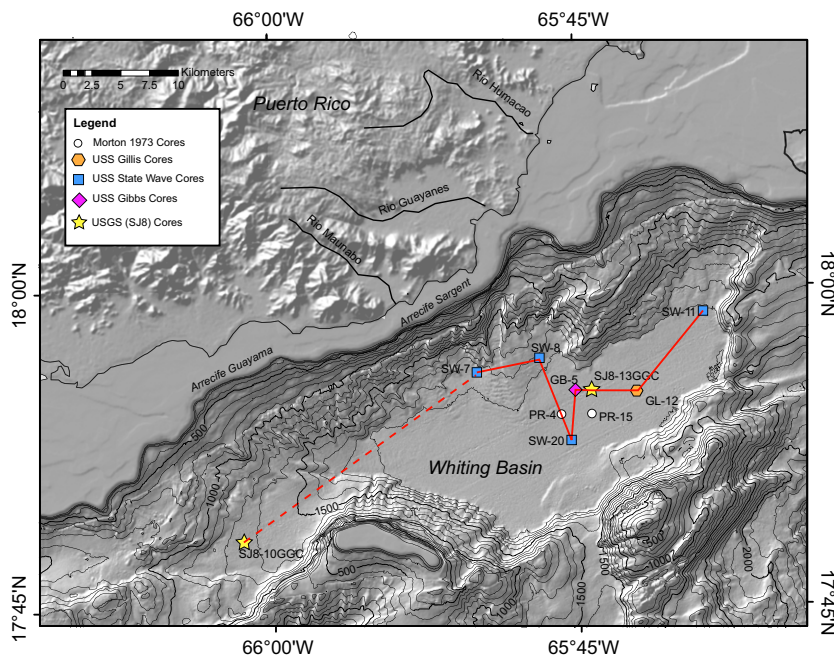 66°00'N
65°45'N
Kilometers
0
2.5
5
7.5
10
Puerto Rico
Rio Humacao
Legend
Morton 1973 Cores
USS Gillis Cores
USS State Wave Cores
USS Gibbs Cores
USGS (SJ8) Cores
Rio Guayanes
Rio Maunabo
18°00'N
18°00'N
Arrecife Sargent
Arrecife Guayama
SW-11
SW-8
SW-7
GB-5
SJ8-13GGC
GL-12
PR-4
PR-15
SW-20
Whiting Basin
500
1000
1500
SJ8-10GGC
500
1000
1500
500
1000
1500
2000
17°45'N
17°45'N
66°00'N
65°45'N